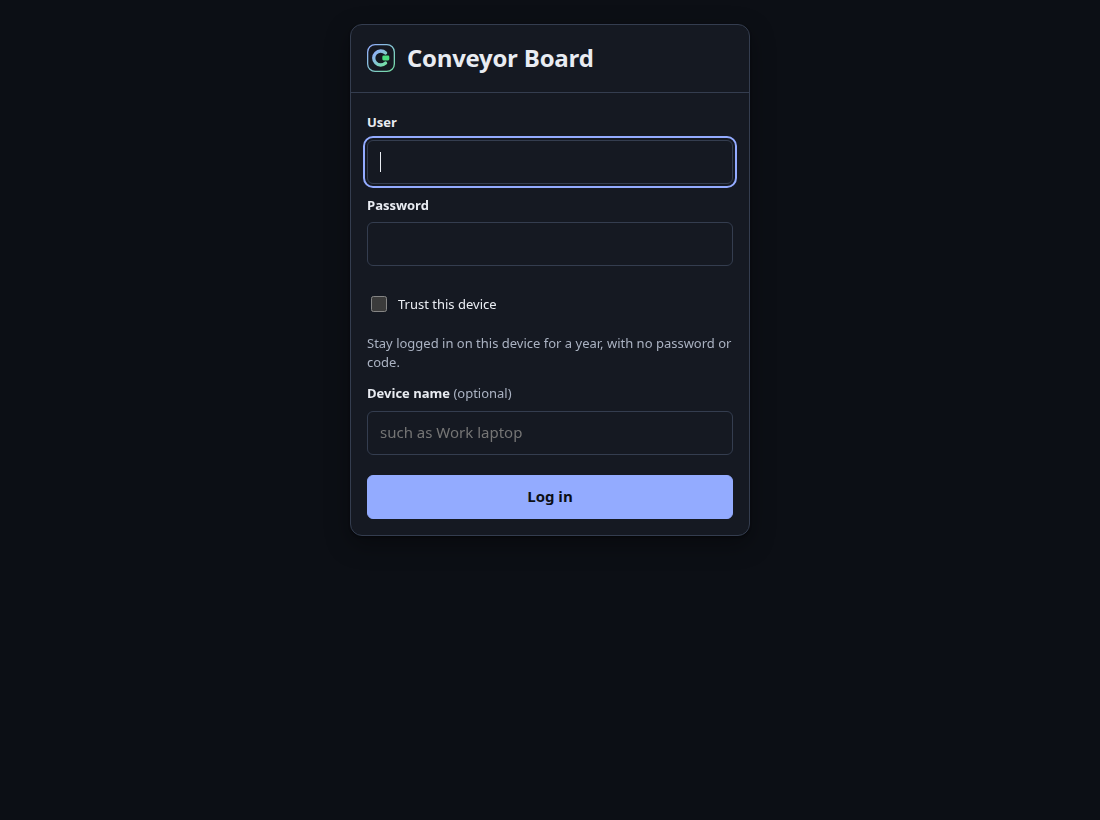 Conveyor Board
User
Password
Trust this device
Stay logged in on this device for a year, with no password or
code.
Device name (optional)
such as Work laptop
Log in